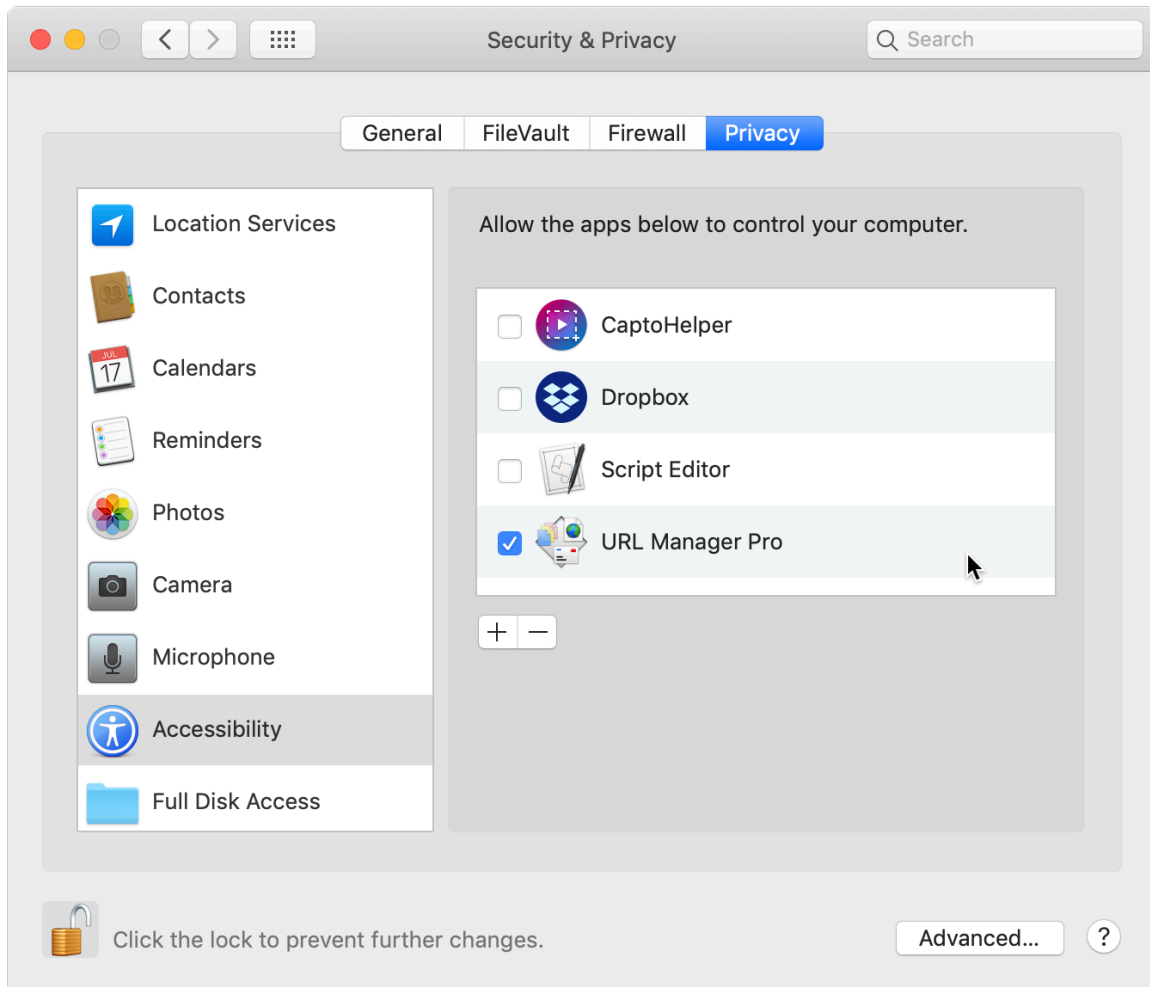 Security & Privacy
Search
General
FileVault
Firewall
Privacy
Location Services
Contacts
JUL
17
Calendars
Reminders
Photos
Camera
Microphone
Accessibility
Full Disk Access
Allow the apps below to control your computer.
CaptoHelper
Dropbox
Script Editor
URL Manager Pro
Click the lock to prevent further changes.
Advanced...
?